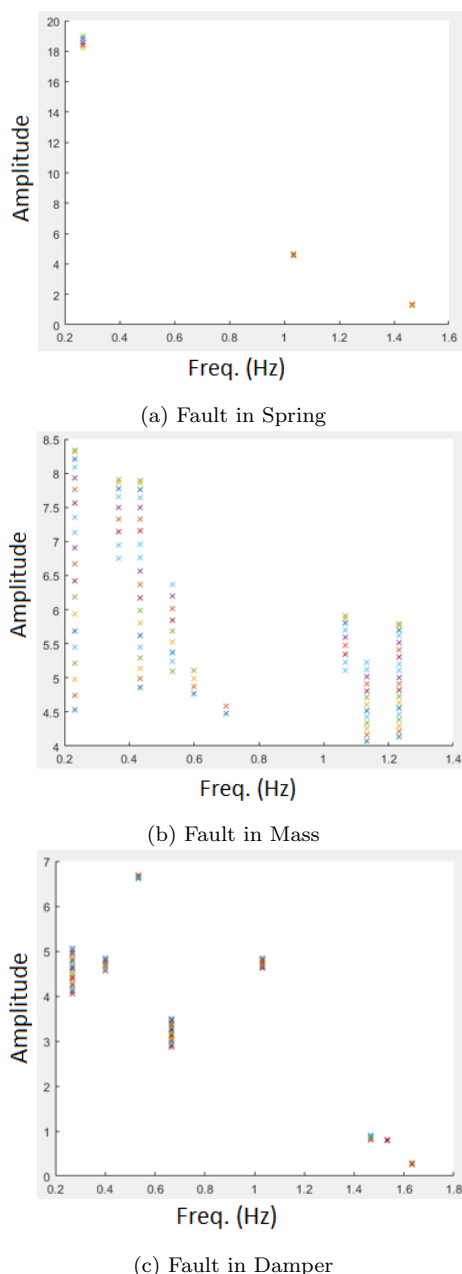 20
18
16
14
12
10
8
6
4
2
0
Amplitude
0.2 0.4 0.6 0.8 1 1.2 1.4 1.6
Freq. (Hz)
(a) Fault in Spring
8.5
8
7.5
7
6.5
6
5.5
5
4.5
4
Amplitude
0.2 0.4 0.6 0.8 1 1.2 1.4
Freq. (Hz)
(b) Fault in Mass
7
6
5
4
3
2
1
0
Amplitude
0.2 0.4 0.6 0.8 1 1.2 1.4 1.6 1.8
Freq. (Hz)
(c) Fault in Damper